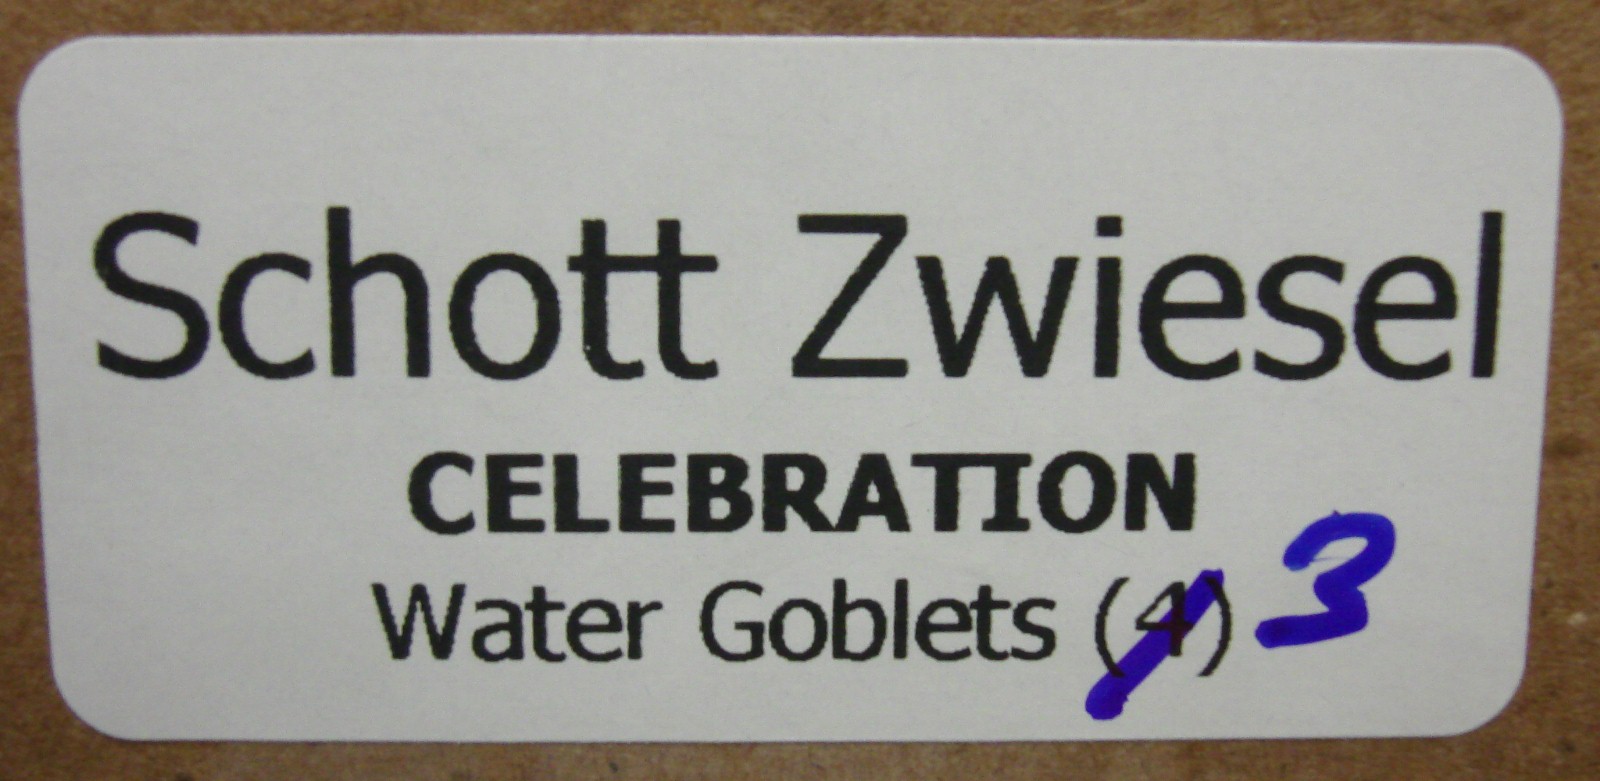 Schott Zwiesel
CELEBRATION
Water Goblets (4) 3